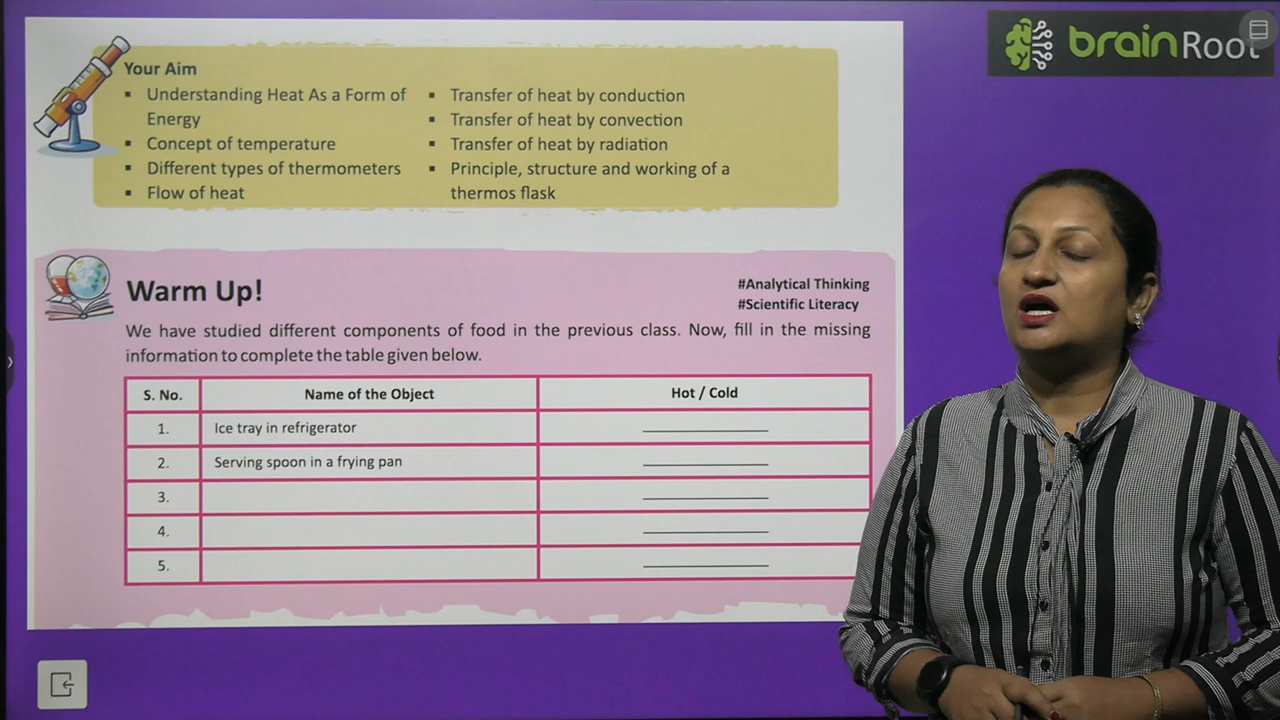 brainRoot
Your Aim
▪ Understanding Heat As a Form of
Energy
▪ Concept of temperature
▪ Different types of thermometers
▪ Flow of heat
▪ Transfer of heat by conduction
▪ Transfer of heat by convection
▪ Transfer of heat by radiation
▪ Principle, structure and working of a
thermos flask
Warm Up!
#Analytical Thinking
#Scientific Literacy
We have studied different components of food in the previous class. Now, fill in the missing
information to complete the table given below.
S. No. Name of the Object Hot / Cold
1. Ice tray in refrigerator
2. Serving spoon in a frying pan
3.
4.
5.